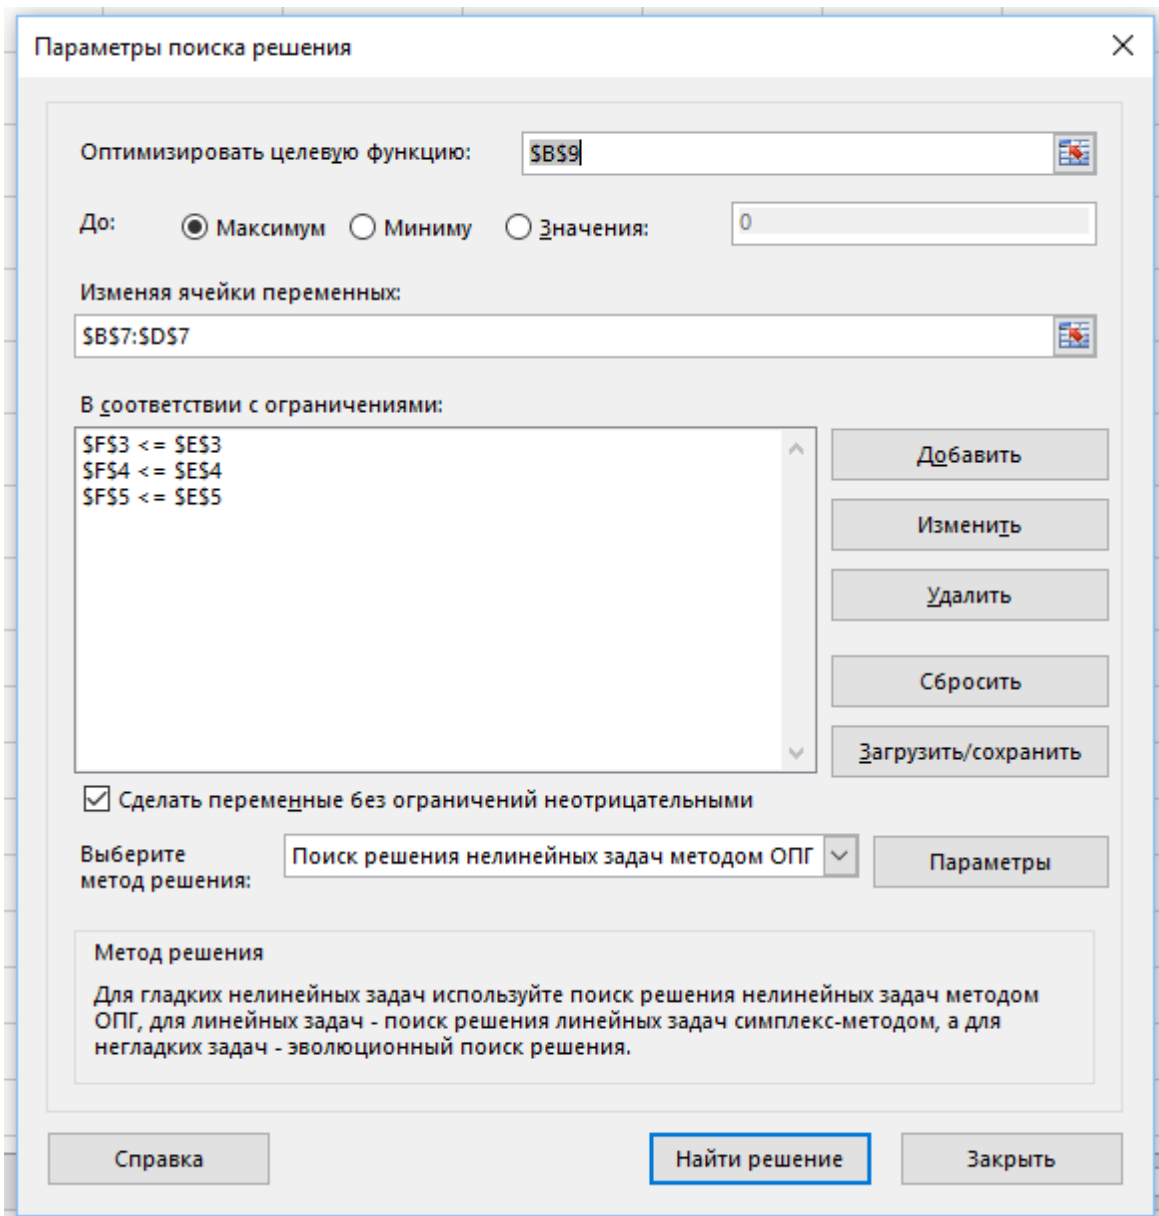 Параметры поиска решения
Оптимизировать целевую функцию: $B$9
До: Максимум Миниму Значения: 0
Изменяя ячейки переменных:
$B$7:$D$7
В соответствии с ограничениями:
$F$3 <= $E$3
$F$4 <= $E$4
$F$5 <= $E$5
Добавить
Изменить
Удалить
Сбросить
Загрузить/сохранить
Сделать переменные без ограничений неотрицательными
Выберите
метод решения:
Поиск решения нелинейных задач методом ОПГ
Параметры
Метод решения
Для гладких нелинейных задач используйте поиск решения нелинейных задач методом
ОПГ, для линейных задач - поиск решения линейных задач симплекс-методом, а для
негладких задач - эволюционный поиск решения.
Справка
Найти решение
Закрыть